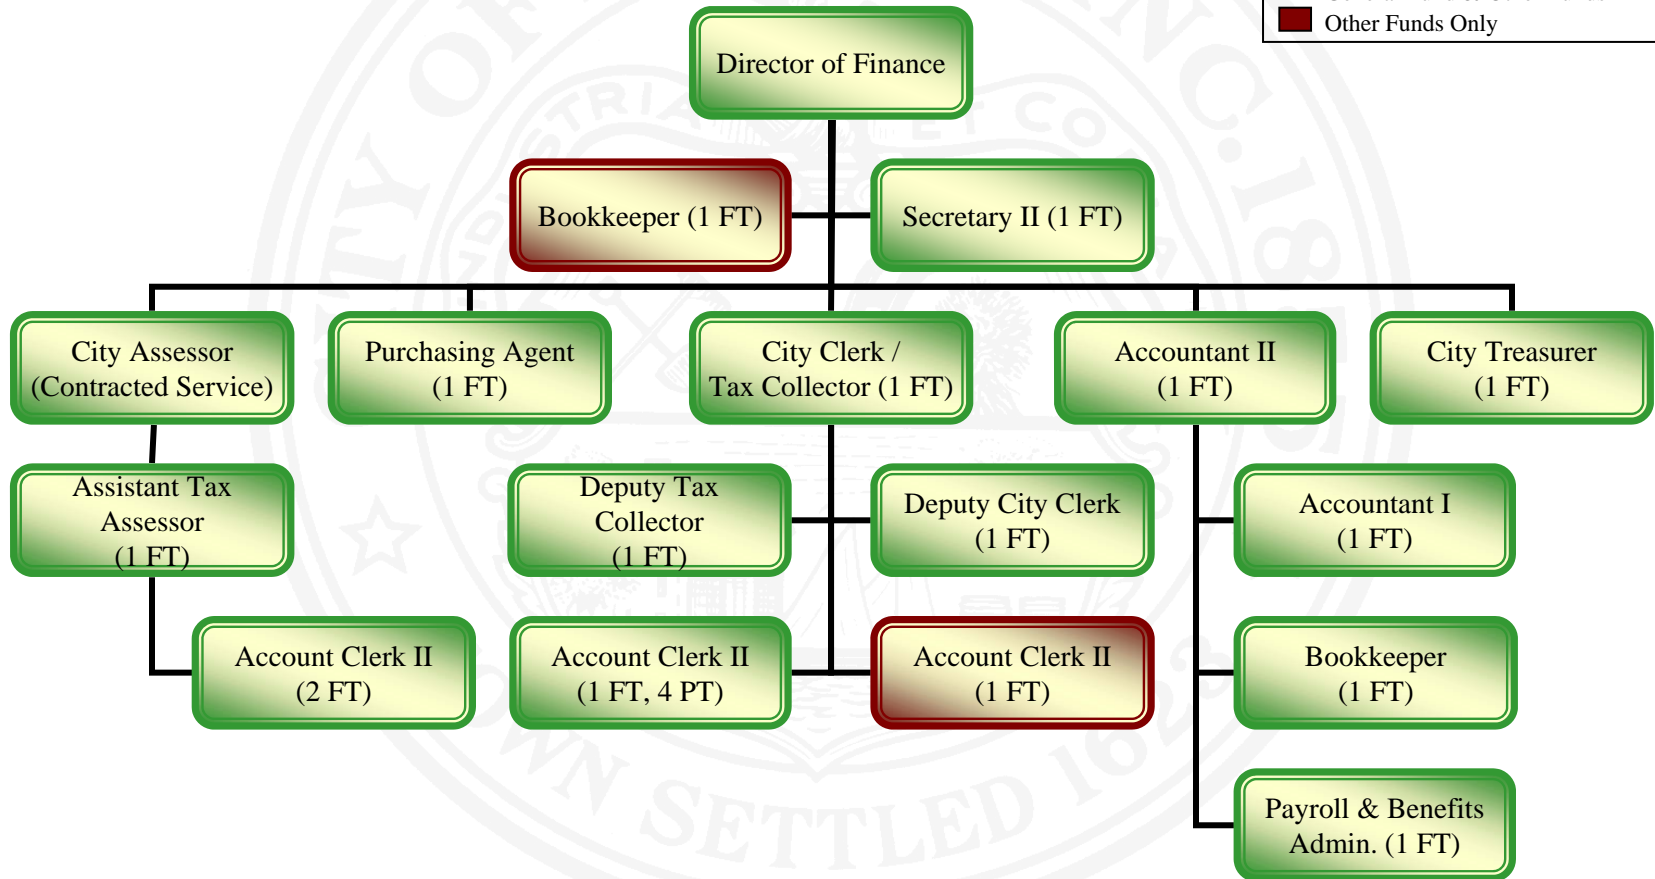 Other Funds Only
Director of Finance
Bookkeeper (1 FT)
Secretary II (1 FT)
City Assessor
(Contracted Service)
Purchasing Agent
(1 FT)
City Clerk /
Tax Collector (1 FT)
Accountant II
(1 FT)
City Treasurer
(1 FT)
Assistant Tax
Assessor
(1 FT)
Deputy Tax
Collector
(1 FT)
Deputy City Clerk
(1 FT)
Accountant I
(1 FT)
Account Clerk II
(2 FT)
Account Clerk II
(1 FT, 4 PT)
Account Clerk II
(1 FT)
Bookkeeper
(1 FT)
Payroll & Benefits
Admin. (1 FT)
SETTLED 1623